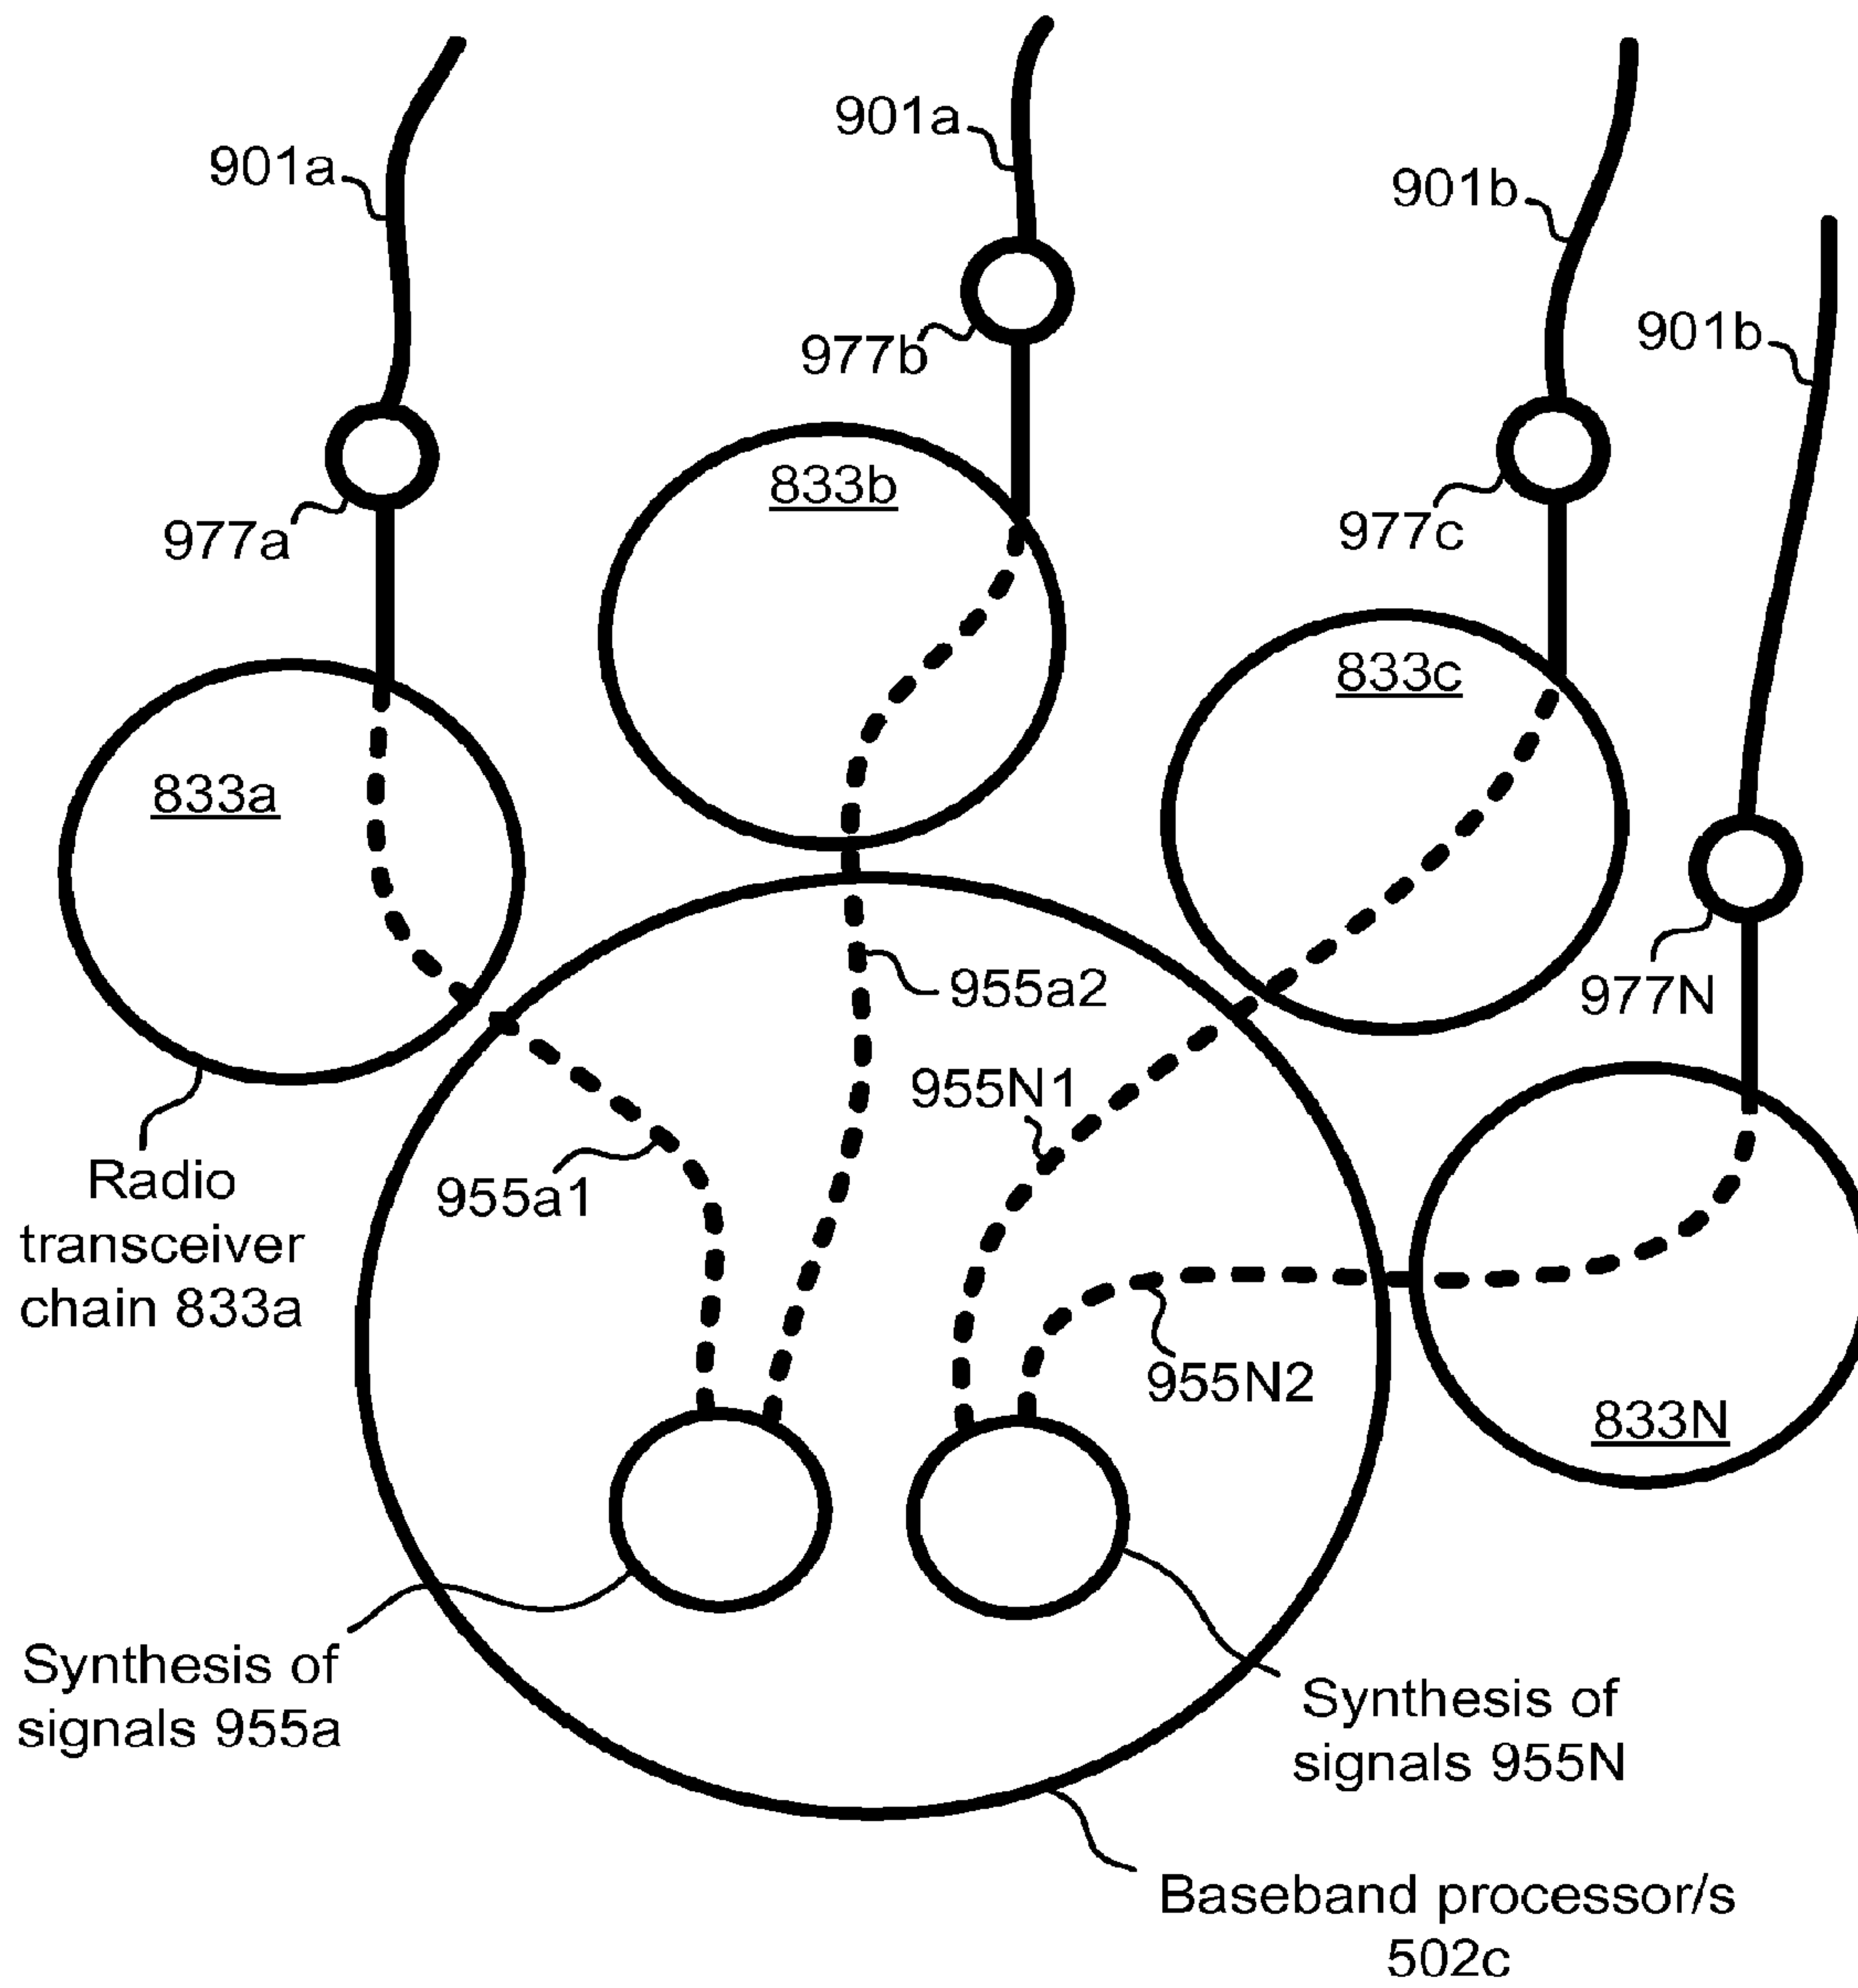 901a
901a
901b
901b
977b
977a
977c
833b
833c
833a
977N
955a2
955N1
955a1
Radio
transceiver
chain 833a
955N2
833N
Synthesis of
signals 955a
Synthesis of
signals 955N
Baseband processor/s
502c